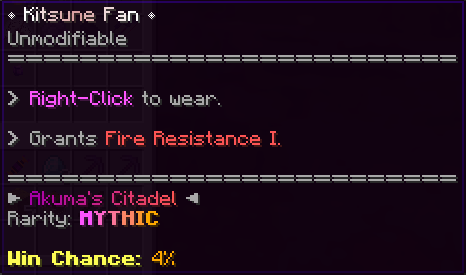 ◈ Kitsune Fan ◈
Unmodifiable
================================
> Right-Click to wear.
> Grants Fire Resistance I.
================================
► Akuma's Citadel ◄
Rarity: MYTHIC
Win Chance: 4%